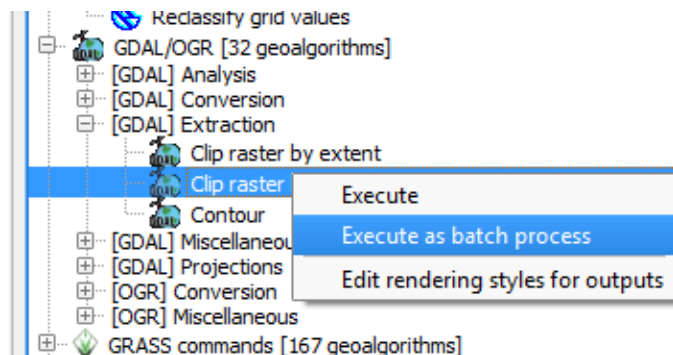 Reclassify grid values
GDAL/OGR [32 geoalgorithms]
[GDAL] Analysis
[GDAL] Conversion
[GDAL] Extraction
Clip raster by extent
Clip raster
Execute
Contour
Execute as batch process
[GDAL] Miscellaneou
[GDAL] Projections
Edit rendering styles for outputs
[OGR] Conversion
[OGR] Miscellaneous
GRASS commands [167 geoalgorithms]